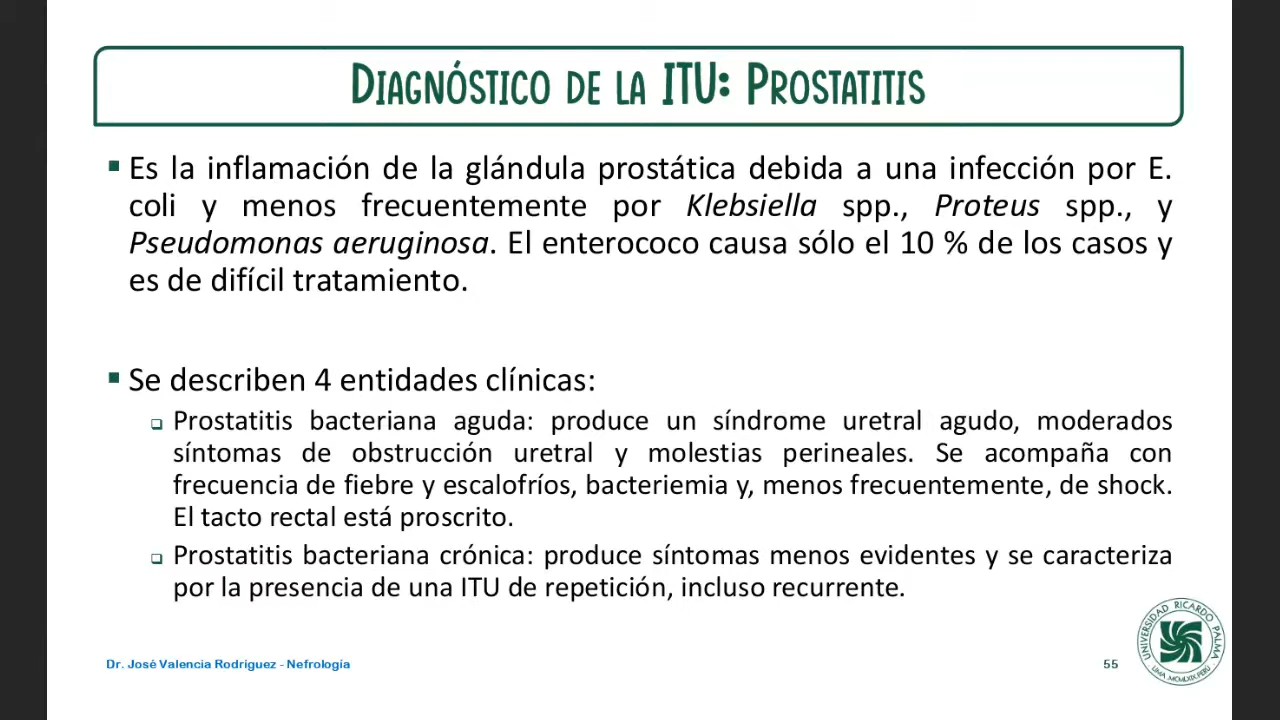 DIAGNÓSTICO DE LA ITU: PROSTATITIS
▪ Es la inflamación de la glándula prostática debida a una infección por E.
coli y menos frecuentemente por Klebsiella spp., Proteus spp., y
Pseudomonas aeruginosa. El enterococo causa sólo el 10 % de los casos y
es de difícil tratamiento.
▪ Se describen 4 entidades clínicas:
❑ Prostatitis bacteriana aguda: produce un síndrome uretral agudo, moderados
síntomas de obstrucción uretral y molestias perineales. Se acompaña con
frecuencia de fiebre y escalofríos, bacteriemia y, menos frecuentemente, de shock.
El tacto rectal está proscrito.
❑ Prostatitis bacteriana crónica: produce síntomas menos evidentes y se caracteriza
por la presencia de una ITU de repetición, incluso recurrente.
Dr. José Valencia Rodríguez - Nefrología
55
UNIVERSIDAD RICARDO PALMA
LIMA, MCMLXIX, PERÚ